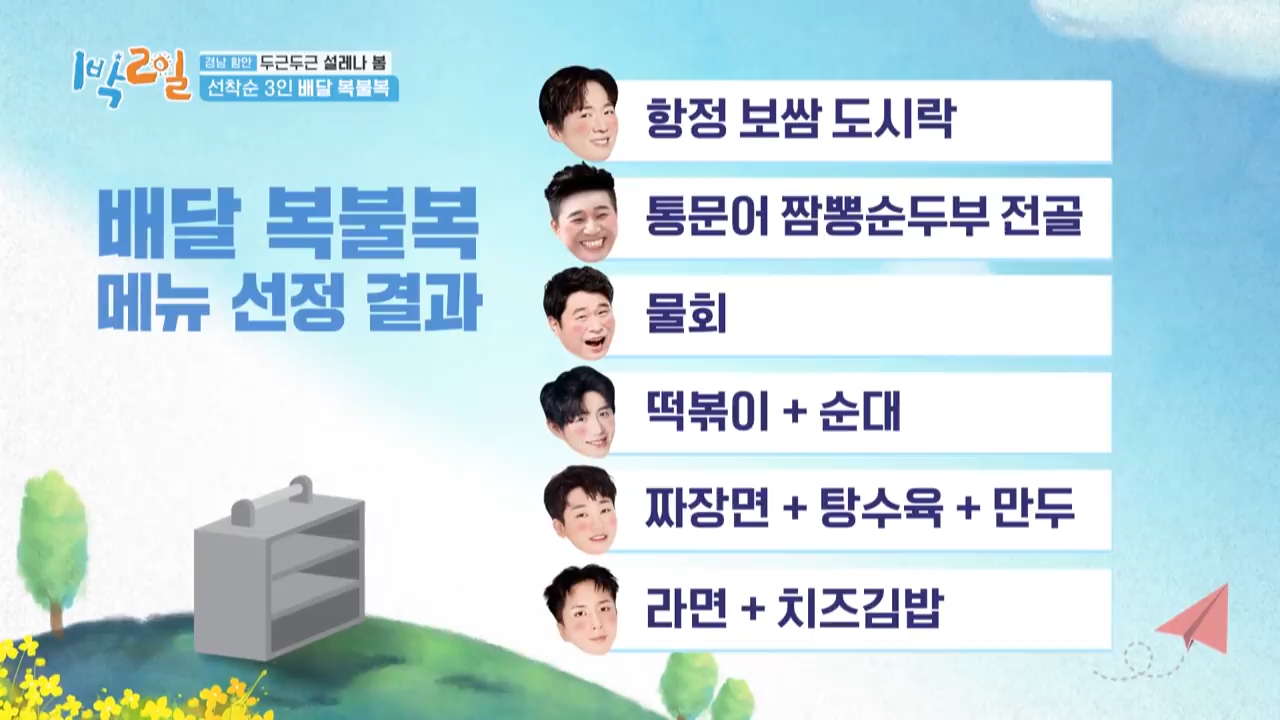 1박2일
경남 함안 두근두근 설레나 봄
선착순 3인 배달 복불복
배달 복불복
메뉴 선정 결과
항정 보쌈 도시락
통문어 짬뽕순두부 전골
물회
떡볶이 + 순대
짜장면 + 탕수육 + 만두
라면 + 치즈김밥